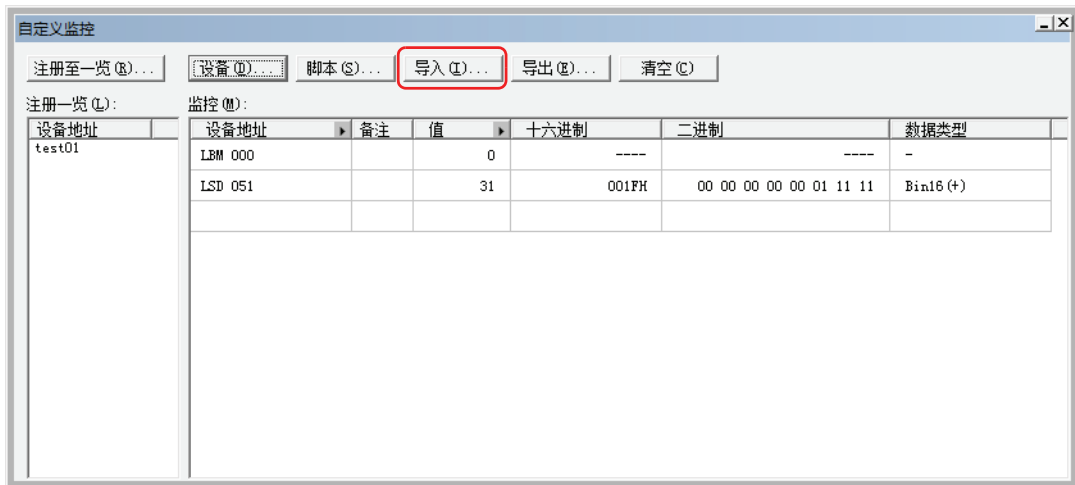 自定义监控
注册至一览(R)... 设备(D)... 脚本(S)... 导入(I)... 导出(E)... 清空(C)
注册一览(L): 监控(M):
设备地址 设备地址 备注 值 十六进制 二进制 数据类型
test01 LBM 000 0 ---- ---- -
LSD 051 31 001FH 00 00 00 00 00 01 11 11 Bin16(+)